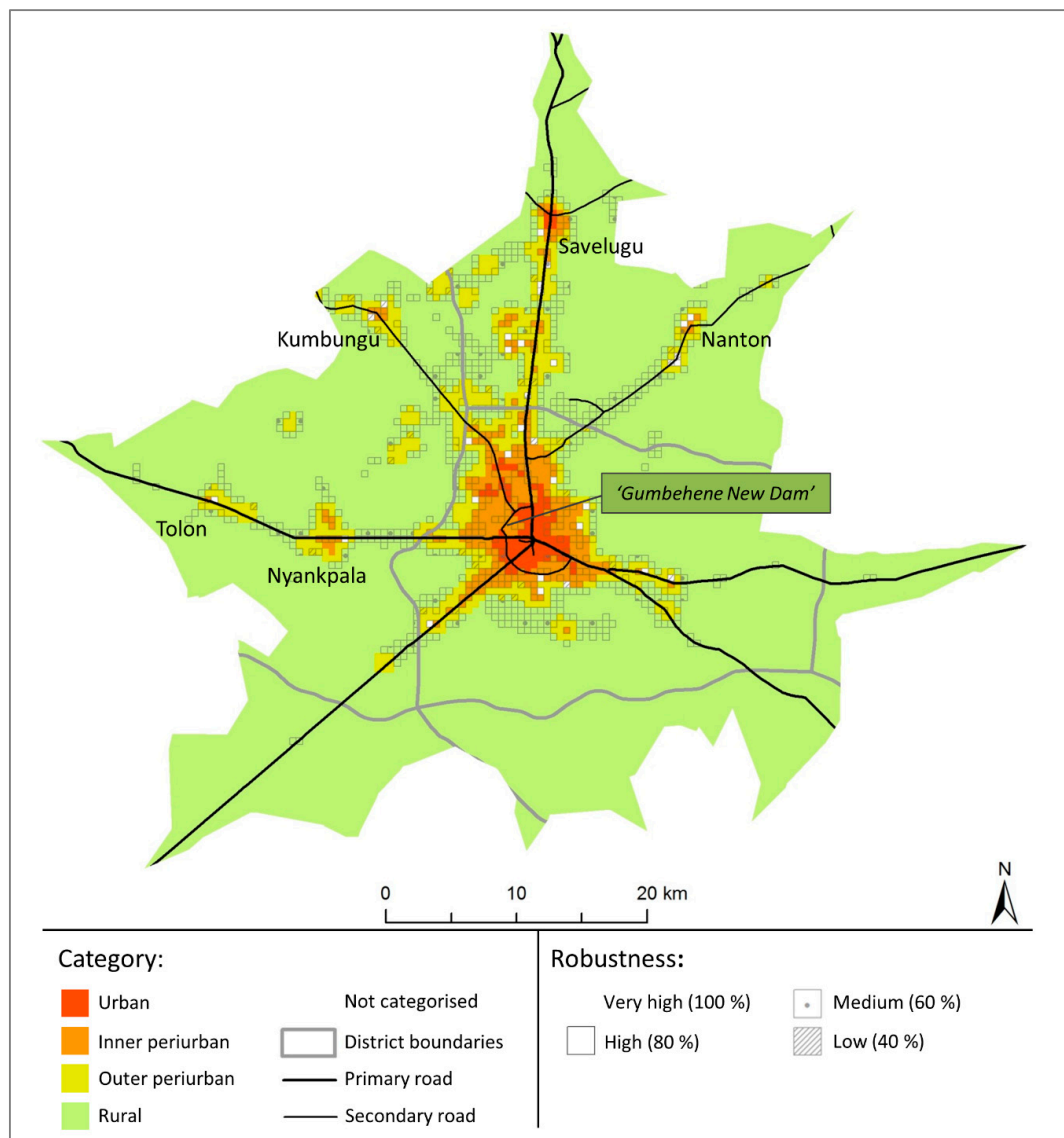 Savelugu
Kumbungu
Nanton
'Gumbehene New Dam'
Tolon
Nyankpala
N
0 10 20 km
Category:
Urban
Inner periurban
Outer periurban
Rural
Not categorised
District boundaries
Primary road
Secondary road
Robustness:
Very high (100 %)
High (80 %)
Medium (60 %)
Low (40 %)